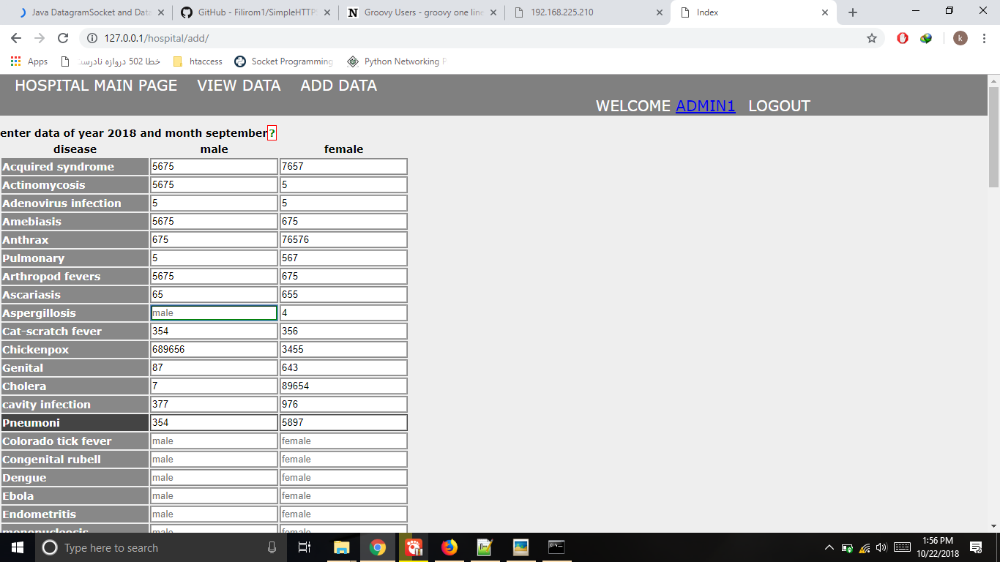 Java DatagramSocket and Data
GitHub - Filirom1/SimpleHTTPS
Groovy Users - groovy one line
192.168.225.210
Index
127.0.0.1/hospital/add/
k
Apps
خطا 502 دروازه نادرست
htaccess
Socket Programming
Python Networking P
HOSPITAL MAIN PAGE VIEW DATA ADD DATA
WELCOME ADMIN1 LOGOUT
enter data of year 2018 and month september?
disease male female
Acquired syndrome 5675 7657
Actinomycosis 5675 5
Adenovirus infection 5 5
Amebiasis 5675 675
Anthrax 675 76576
Pulmonary 5 567
Arthropod fevers 5675 675
Ascariasis 65 655
Aspergillosis male 4
Cat-scratch fever 354 356
Chickenpox 689656 3455
Genital 87 643
Cholera 7 89654
cavity infection 377 976
Pneumoni 354 5897
Colorado tick fever male female
Congenital rubell male female
Dengue male female
Ebola male female
Endometritis male female
mononucleosis male female
Type here to search
1:56 PM
10/22/2018